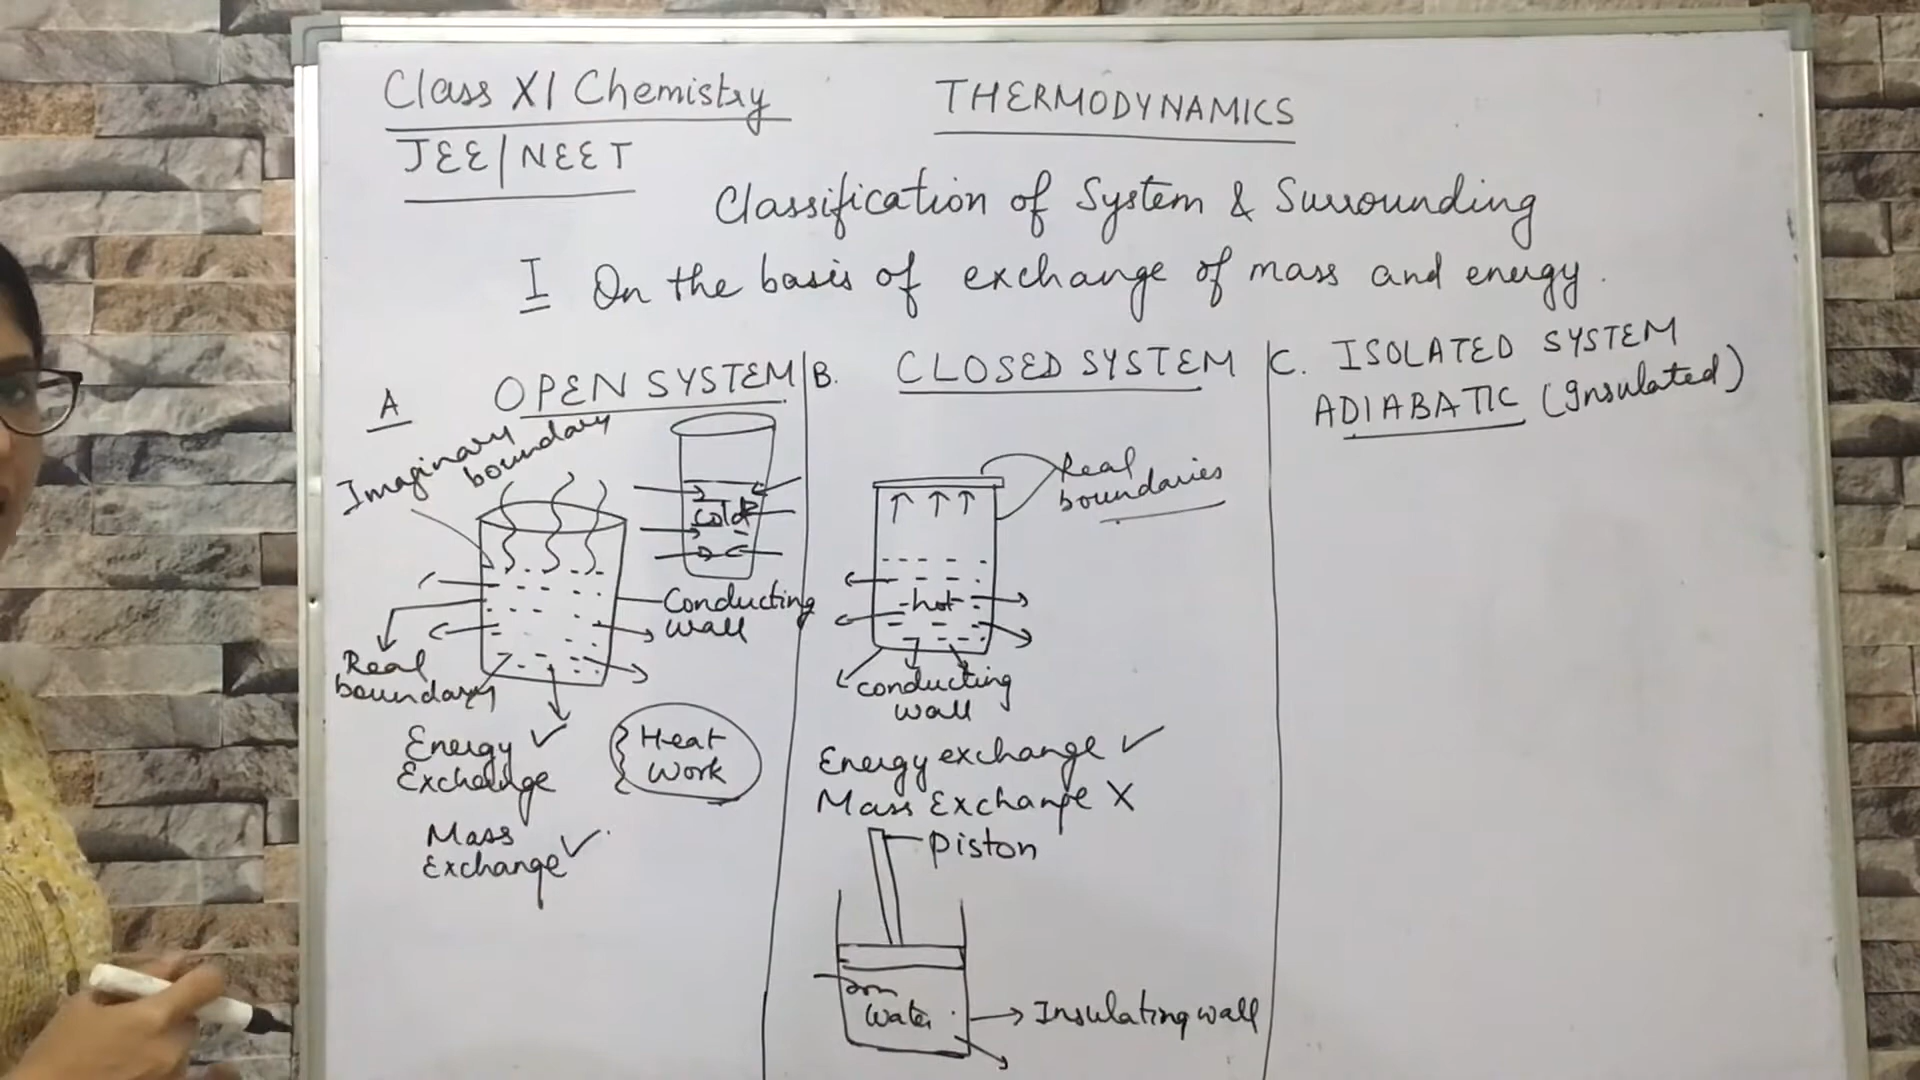 Class XI Chemistry
JEE/NEET
THERMODYNAMICS
Classification of System & Surrounding
I On the basis of exchange of mass and energy.
A OPEN SYSTEM
Imaginary
boundary
Cold
Conducting
wall
Real
boundary
Energy ✓
Exchange
Heat
Work
Mass
Exchange ✓
B. CLOSED SYSTEM
Real
boundaries
hot
conducting
wall
Energy exchange ✓
Mass Exchange X
Piston
Water
Insulating wall
C. ISOLATED SYSTEM
ADIABATIC (Insulated)